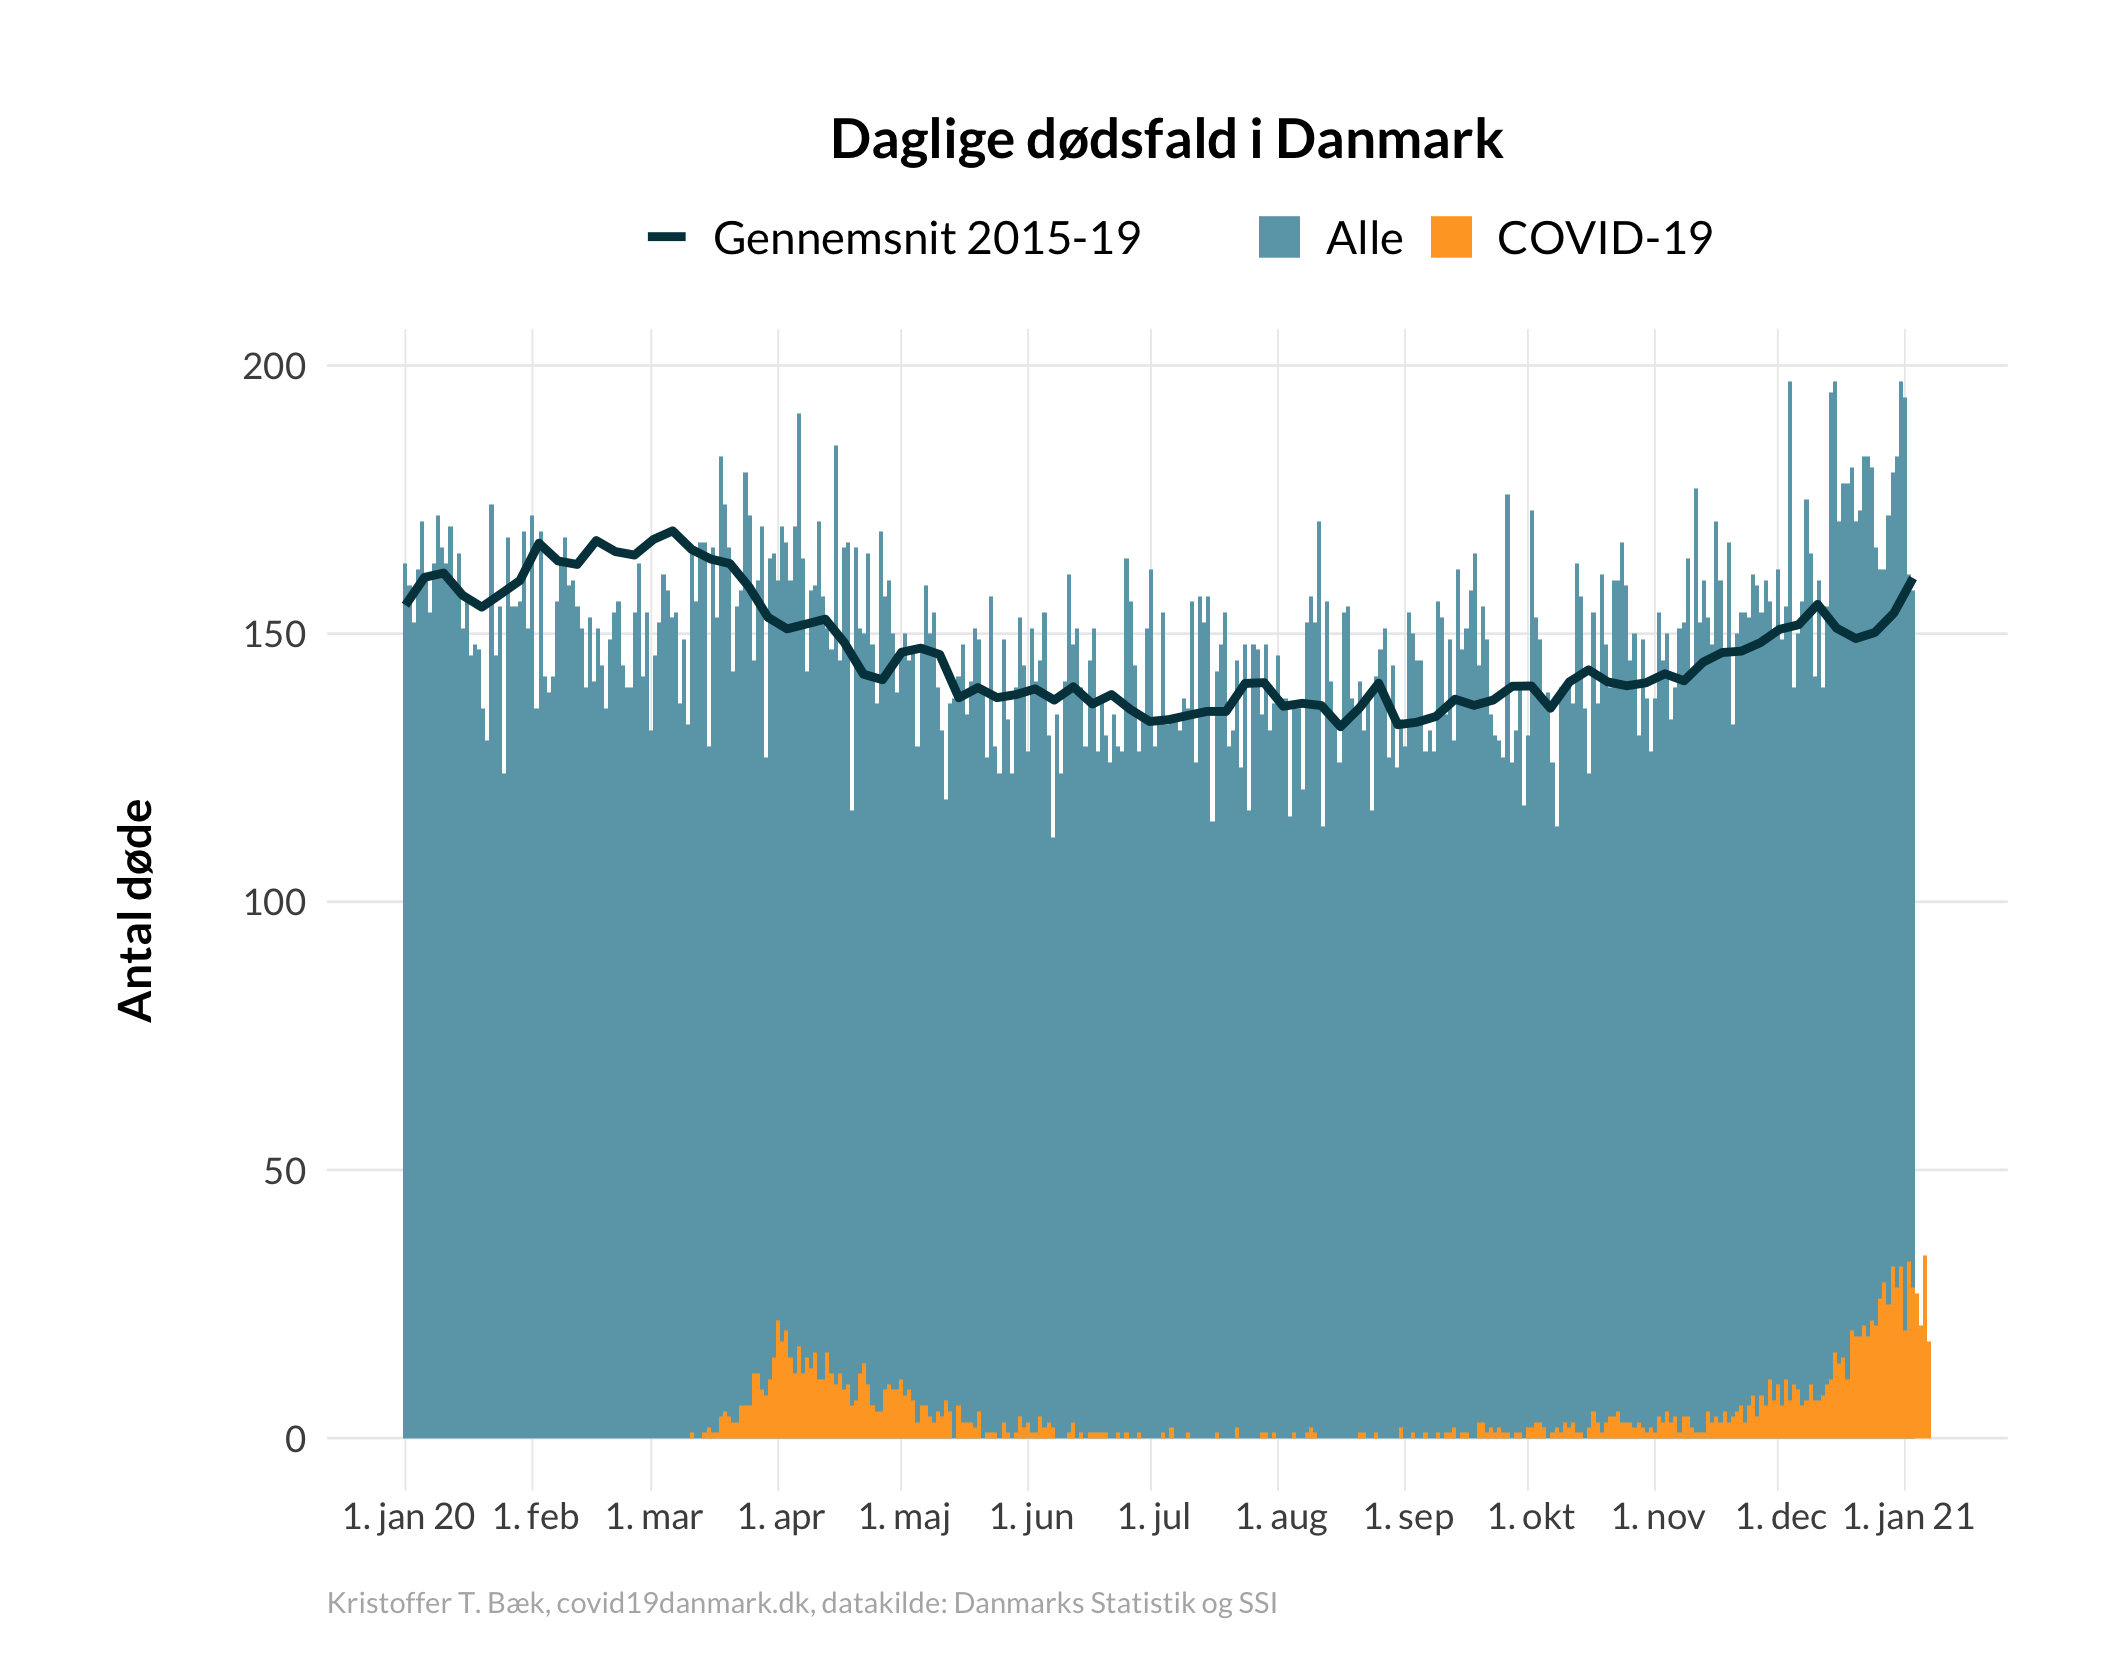 Daglige dødsfald i Danmark
Gennemsnit 2015-19 Alle COVID-19
Antal døde
200
150
100
50
0
1. jan 20 1. feb 1. mar 1. apr 1. maj 1. jun 1. jul 1. aug 1. sep 1. okt 1. nov 1. dec 1. jan 21
Kristoffer T. Bæk, covid19danmark.dk, datakilde: Danmarks Statistik og SSI